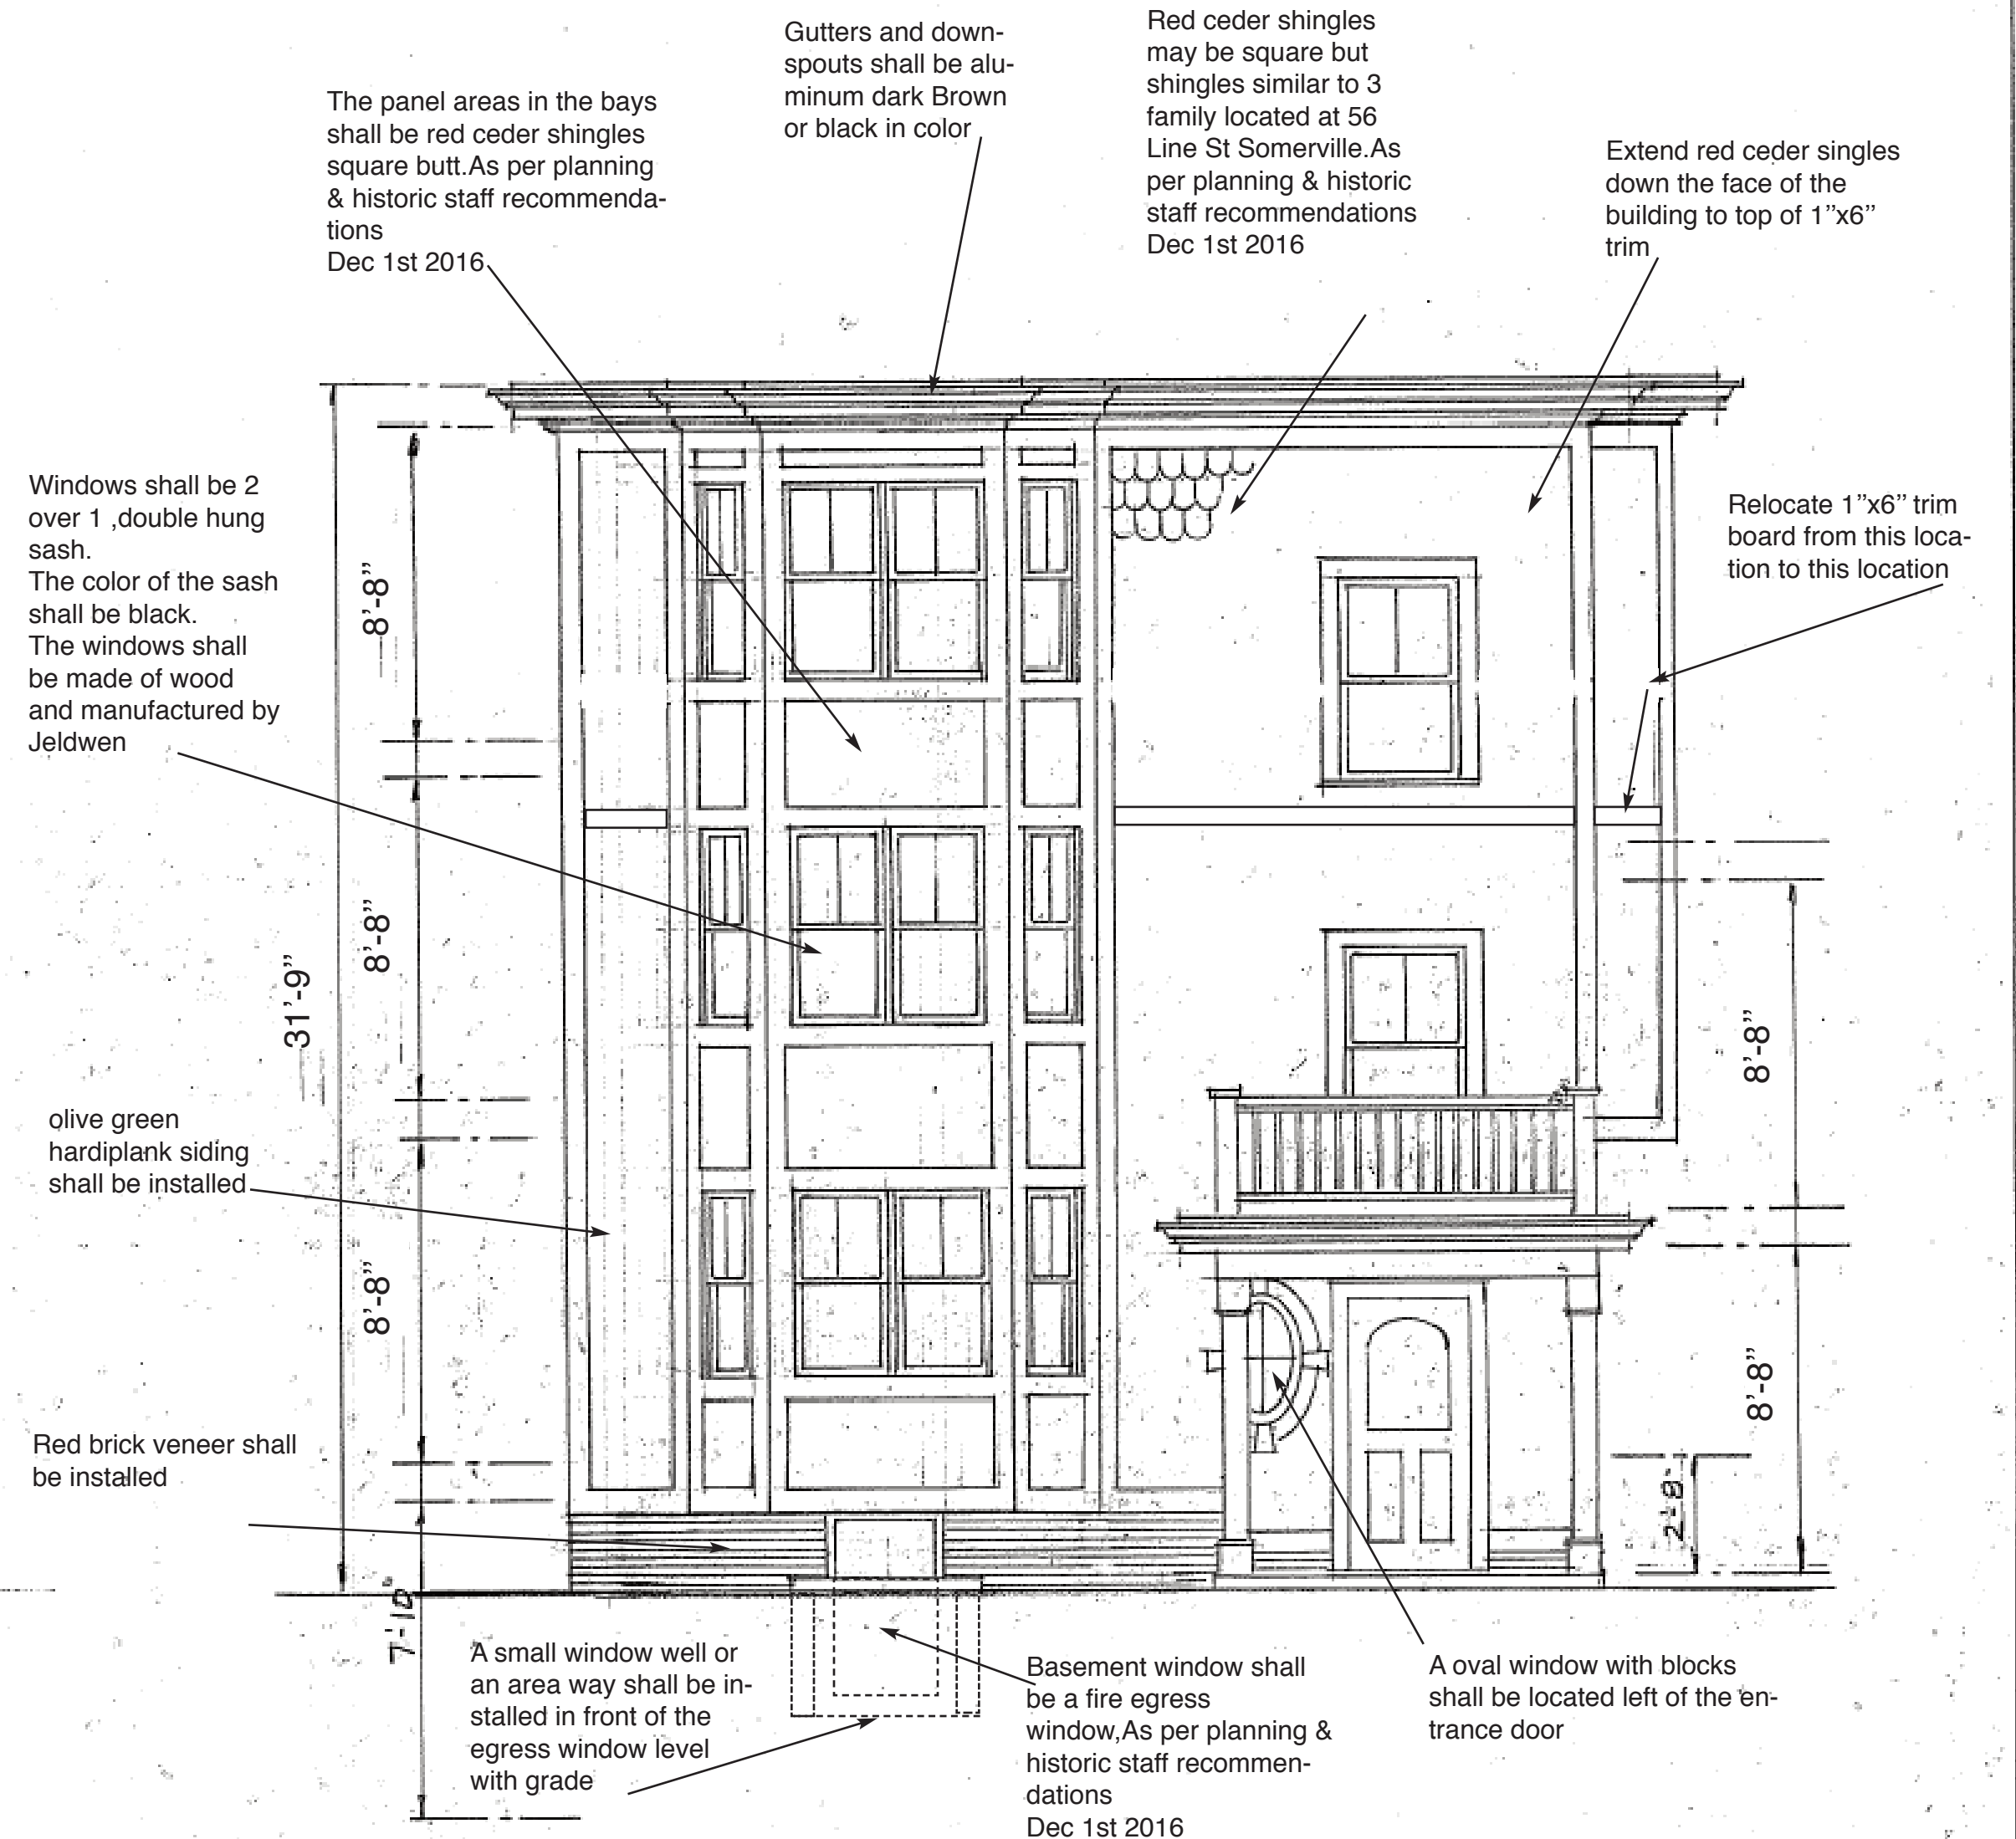 Gutters and down-
spouts shall be alu-
minum dark Brown
or black in color
Red ceder shingles
may be square but
shingles similar to 3
family located at 56
Line St Somerville.As
per planning & historic
staff recommendations
Dec 1st 2016
The panel areas in the bays
shall be red ceder shingles
square butt.As per planning
& historic staff recommenda-
tions
Dec 1st 2016
Extend red ceder singles
down the face of the
building to top of 1”x6”
trim
Windows shall be 2
over 1 ,double hung
sash.
The color of the sash
shall be black.
The windows shall
be made of wood
and manufactured by
Jeldwen
Relocate 1”x6” trim
board from this loca-
tion to this location
8’-8”
8’-8”
31’-9”
8’-8”
8’-8”
olive green
hardiplank siding
shall be installed
8’-8”
Red brick veneer shall
be installed
2'-8"
7'-10"
A small window well or
an area way shall be in-
stalled in front of the
egress window level
with grade
Basement window shall
be a fire egress
window,As per planning &
historic staff recommen-
dations
Dec 1st 2016
A oval window with blocks
shall be located left of the en-
trance door